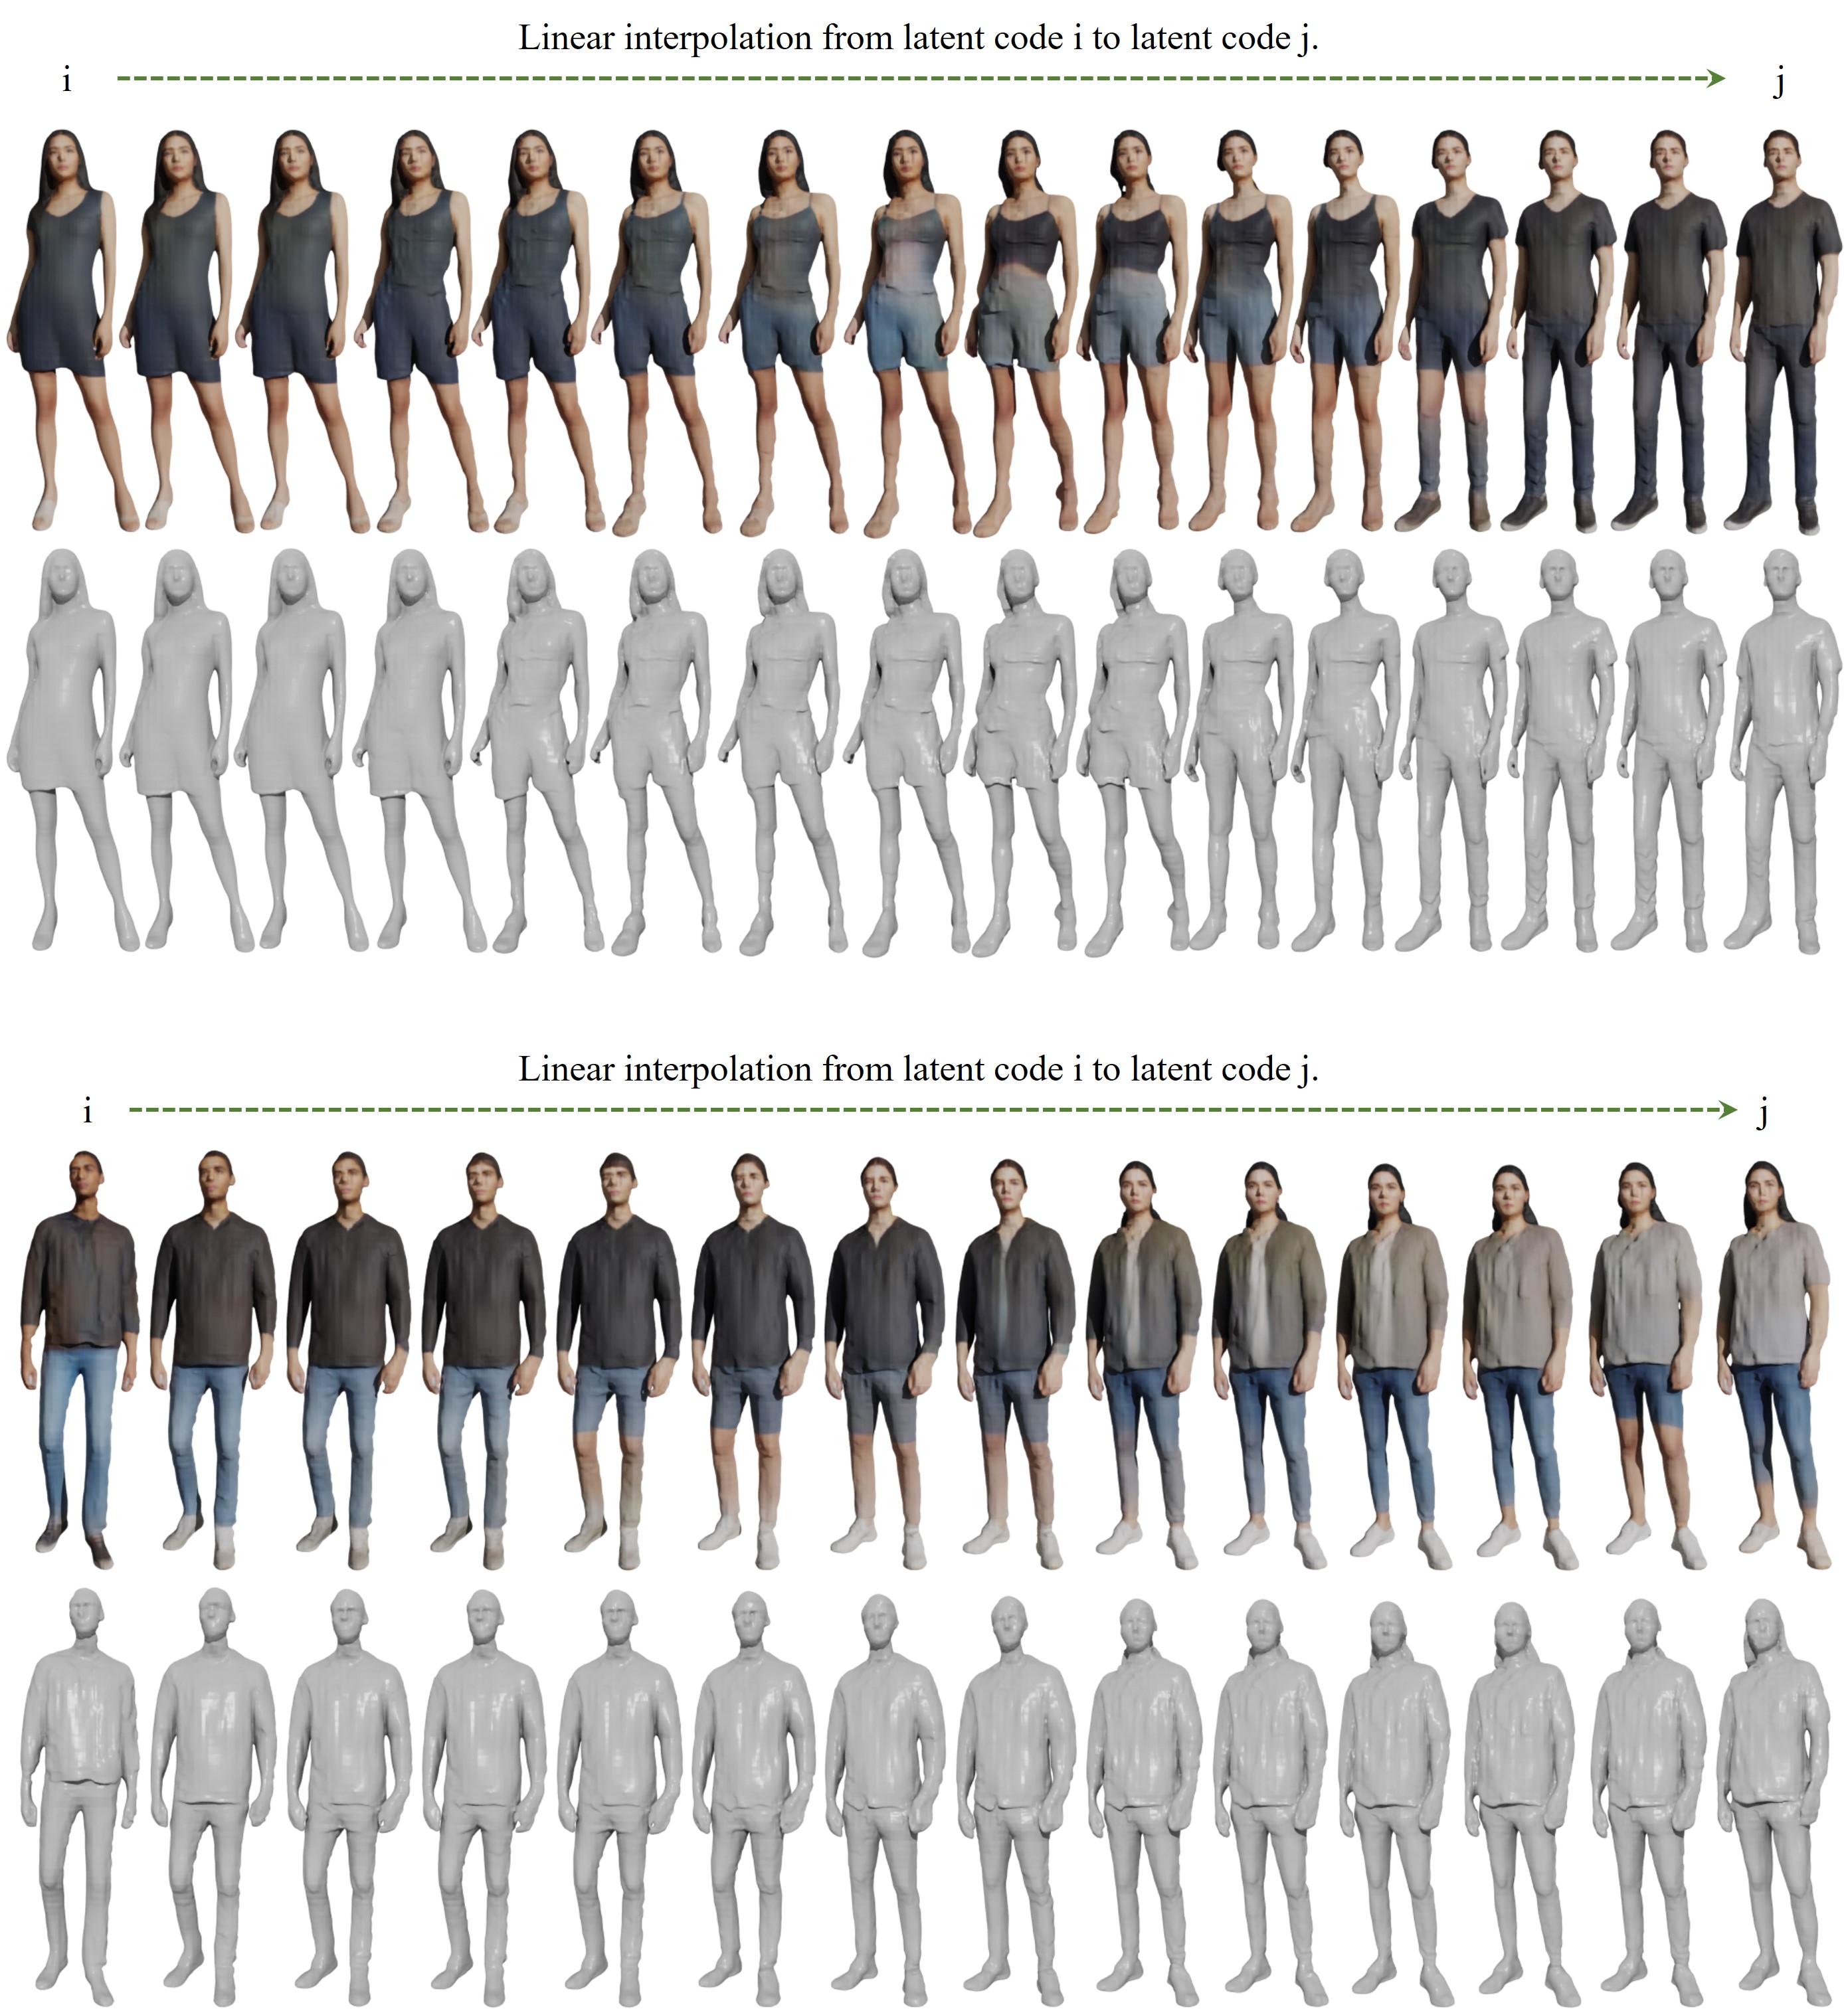 Linear interpolation from latent code i to latent code j.
i
j
Linear interpolation from latent code i to latent code j.
i
j